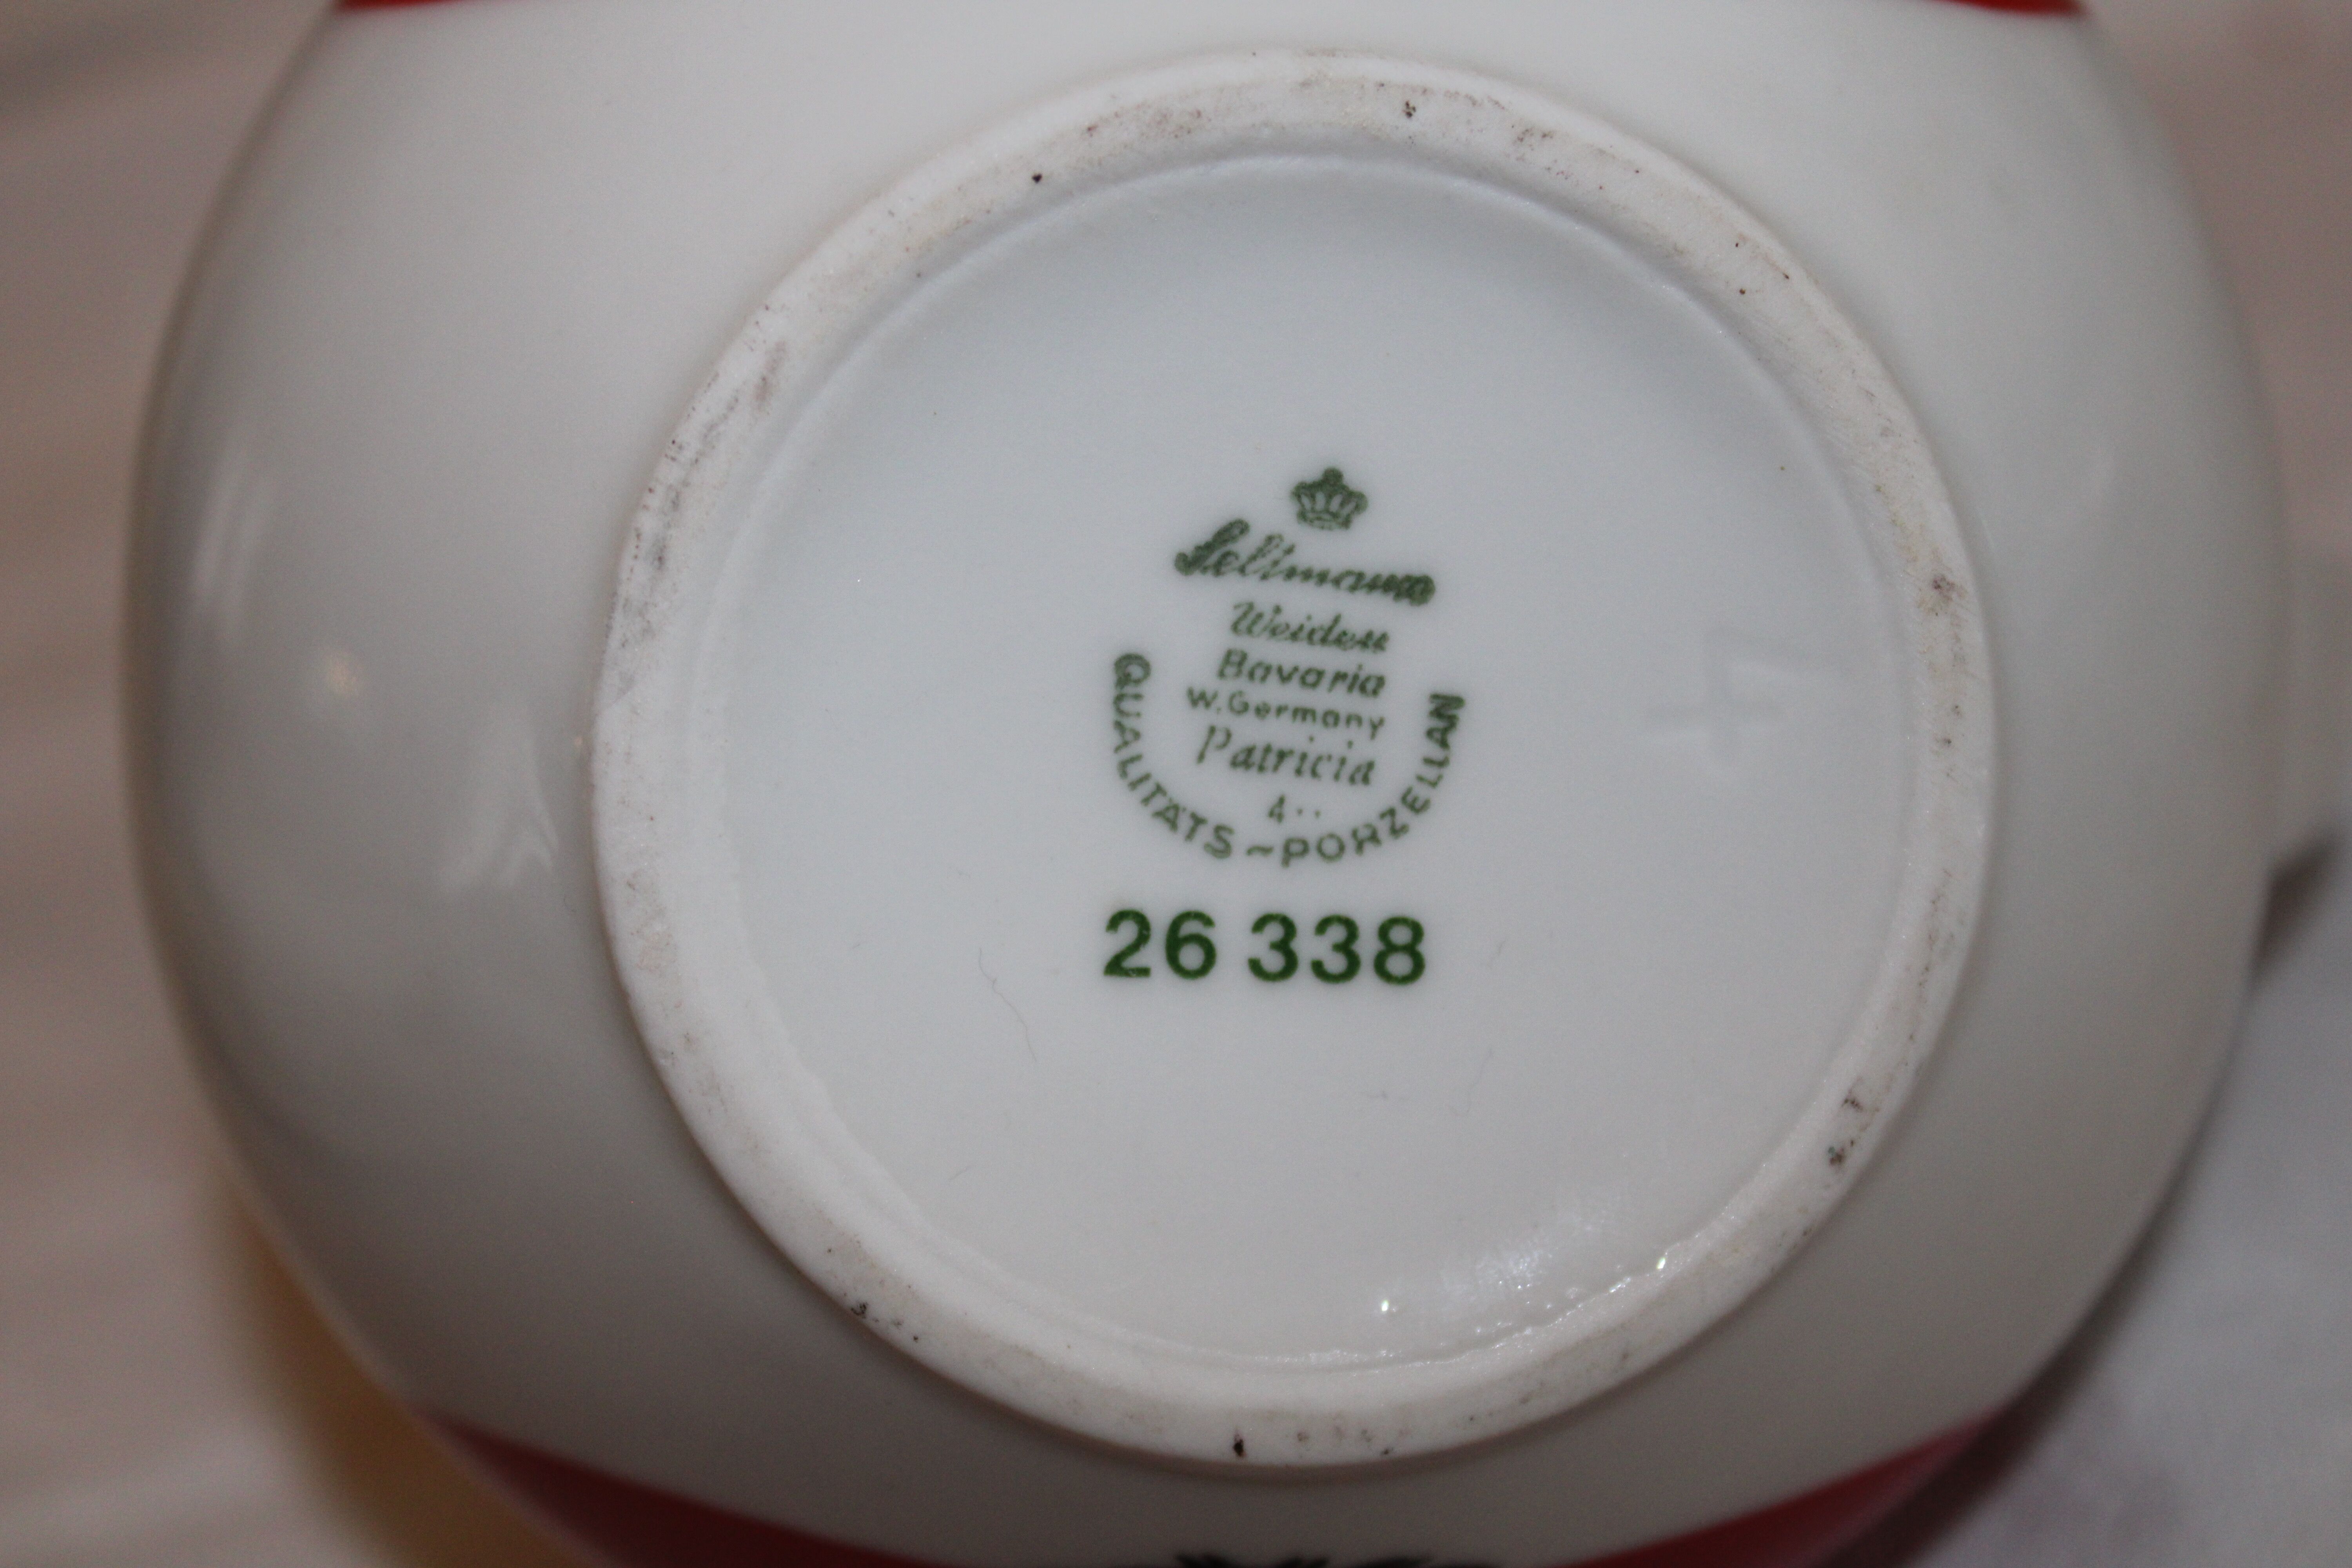 Seltmann
Weiden
Bavaria
W.Germany
Patricia
4..
QUALITÄTS~PORZELLAN
26 338